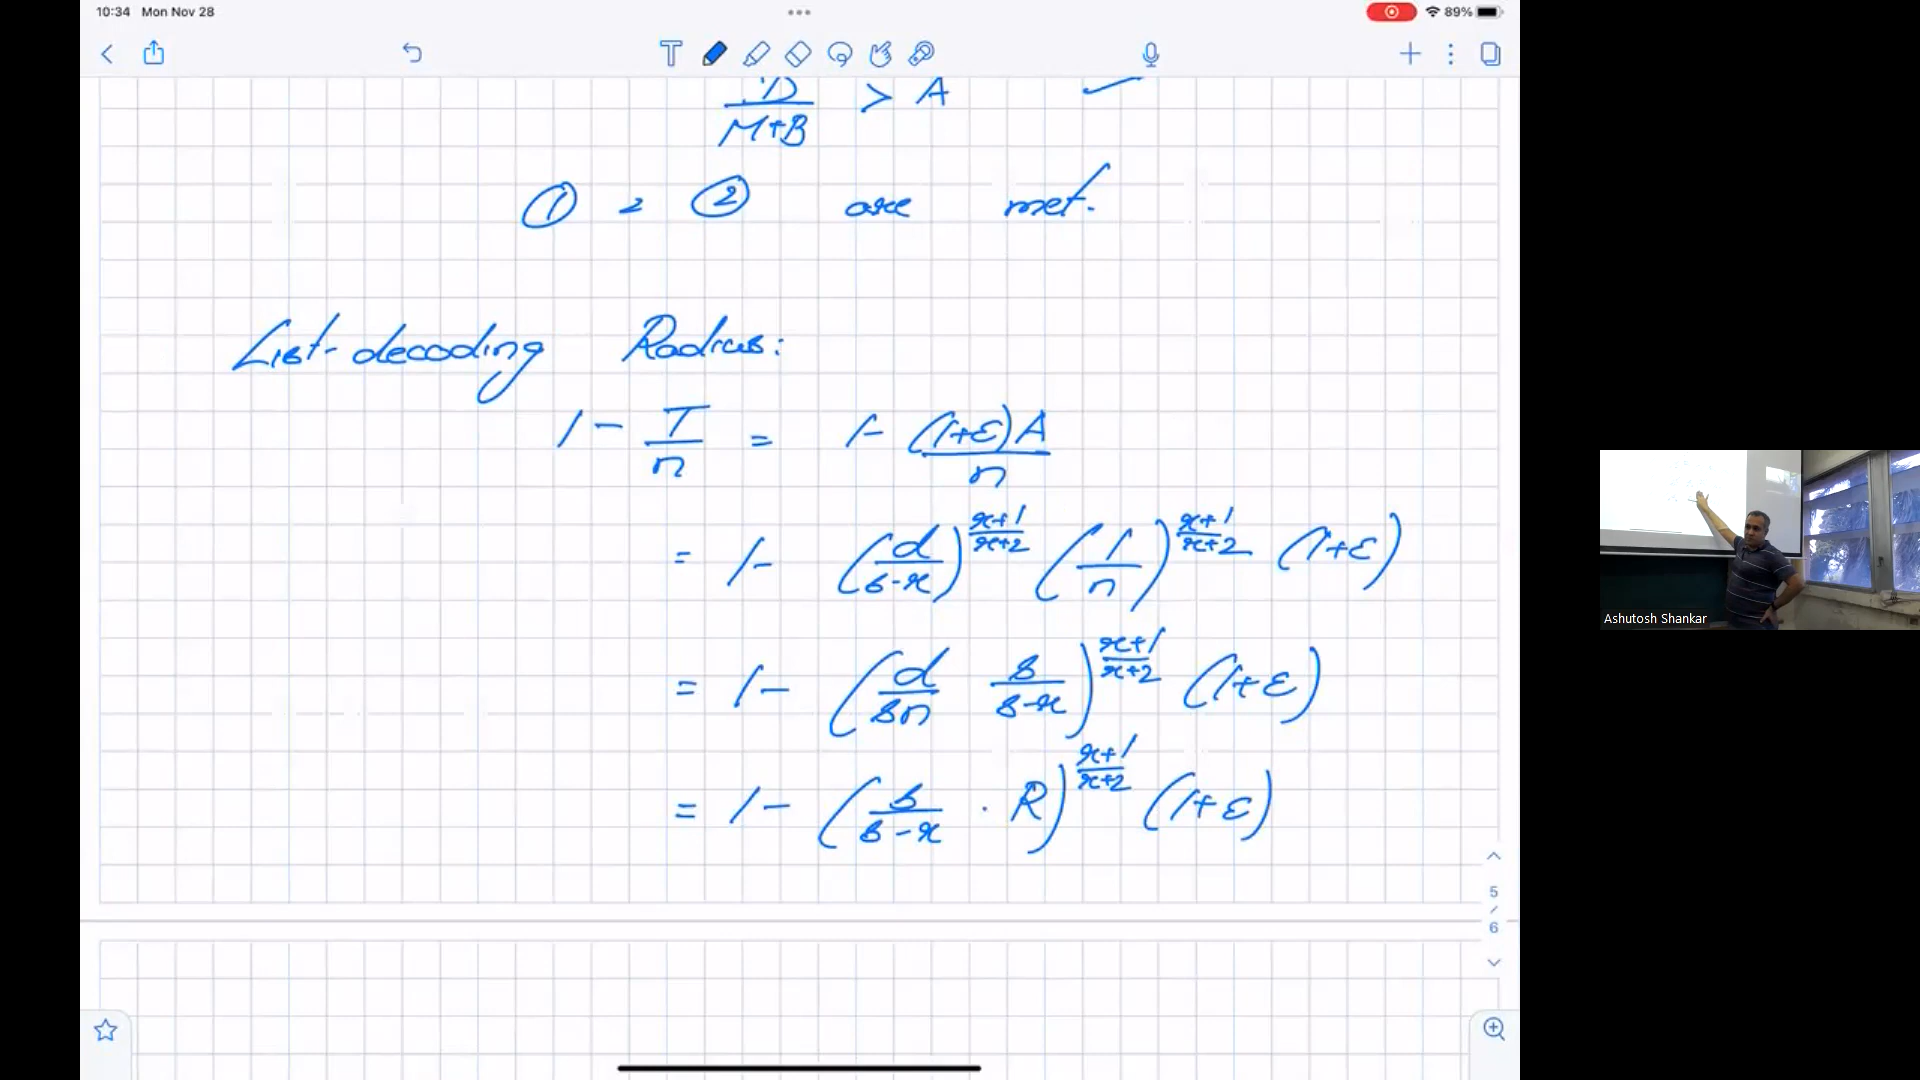 10:34 Mon Nov 28
89%
T
D/(M+B) > A ✓
① 2 ② are met.
List-decoding Radius:
1 - T/n = 1 - (1+ε)A/n
= 1 - (d/(s-r))^((r+1)/(r+2)) (1/n)^((r+1)/(r+2)) (1+ε)
= 1 - (d/(sn) s/(s-r))^((r+1)/(r+2)) (1+ε)
= 1 - (s/(s-r) · R)^((r+1)/(r+2)) (1+ε)
5
/
6
Ashutosh Shankar